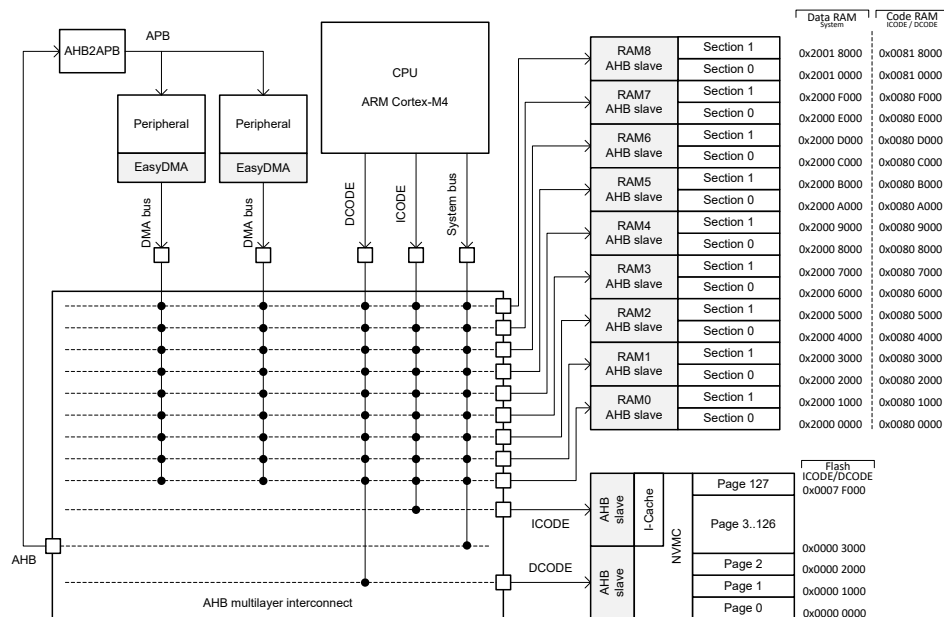 Data RAM
System
Code RAM
ICODE / DCODE
AHB2APB
APB
CPU
ARM Cortex-M4
Peripheral
EasyDMA
Peripheral
EasyDMA
DMA bus
DMA bus
DCODE
ICODE
System bus
RAM8
AHB slave
Section 1
Section 0
0x2001 8000
0x0081 8000
0x2001 0000
0x0081 0000
RAM7
AHB slave
Section 1
Section 0
0x2000 F000
0x0080 F000
0x2000 E000
0x0080 E000
RAM6
AHB slave
Section 1
Section 0
0x2000 D000
0x0080 D000
0x2000 C000
0x0080 C000
RAM5
AHB slave
Section 1
Section 0
0x2000 B000
0x0080 B000
0x2000 A000
0x0080 A000
RAM4
AHB slave
Section 1
Section 0
0x2000 9000
0x0080 9000
0x2000 8000
0x0080 8000
RAM3
AHB slave
Section 1
Section 0
0x2000 7000
0x0080 7000
0x2000 6000
0x0080 6000
RAM2
AHB slave
Section 1
Section 0
0x2000 5000
0x0080 5000
0x2000 4000
0x0080 4000
RAM1
AHB slave
Section 1
Section 0
0x2000 3000
0x0080 3000
0x2000 2000
0x0080 2000
RAM0
AHB slave
Section 1
Section 0
0x2000 1000
0x0080 1000
0x2000 0000
0x0080 0000
Flash
ICODE/DCODE
ICODE
AHB
slave
I-Cache
NVMC
Page 127
0x0007 F000
Page 3..126
0x0000 3000
AHB
DCODE
AHB
slave
Page 2
0x0000 2000
Page 1
0x0000 1000
Page 0
0x0000 0000
AHB multilayer interconnect